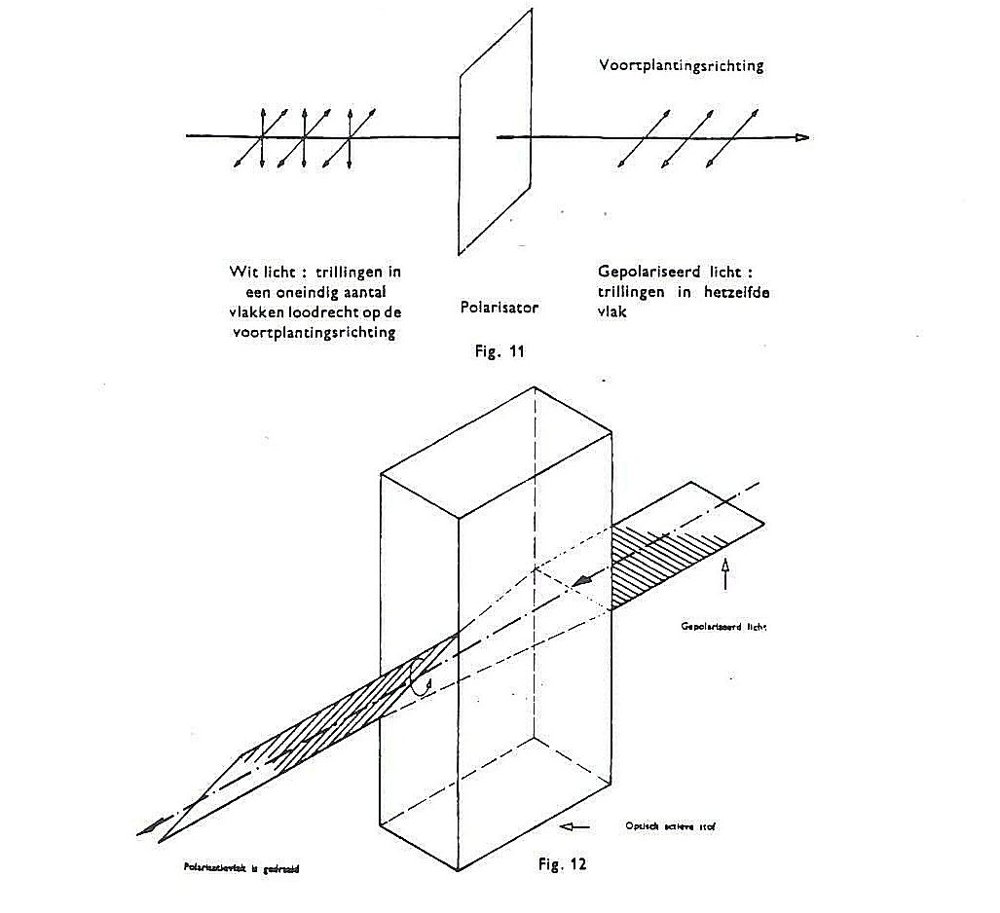 Voortplantingsrichting
Wit licht : trillingen in
een oneindig aantal
vlakken loodrecht op de
voortplantingsrichting
Polarisator
Gepolariseerd licht :
trillingen in hetzelfde
vlak
Fig. 11
Gepolariseerd licht
Optisch actieve stof
Polarisatievlak is gedraaid
Fig. 12